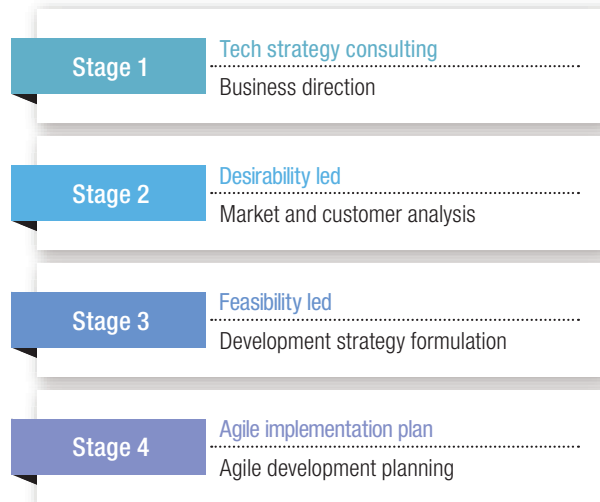 Stage 1
Tech strategy consulting
Business direction
Stage 2
Desirability led
Market and customer analysis
Stage 3
Feasibility led
Development strategy formulation
Stage 4
Agile implementation plan
Agile development planning